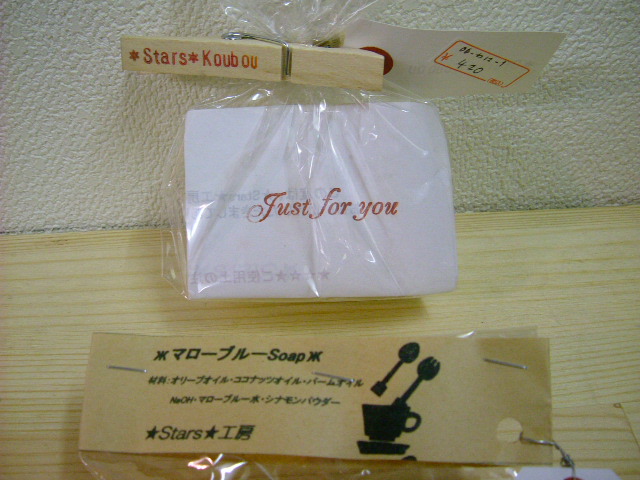 *Stars*Koubou
¥ 420
Just for you
ж マローブルーSoap ж
材料:オリーブオイル・ココナッツオイル・パームオイル
NaOH・マローブルー水・シナモンパウダー
★Stars★工房